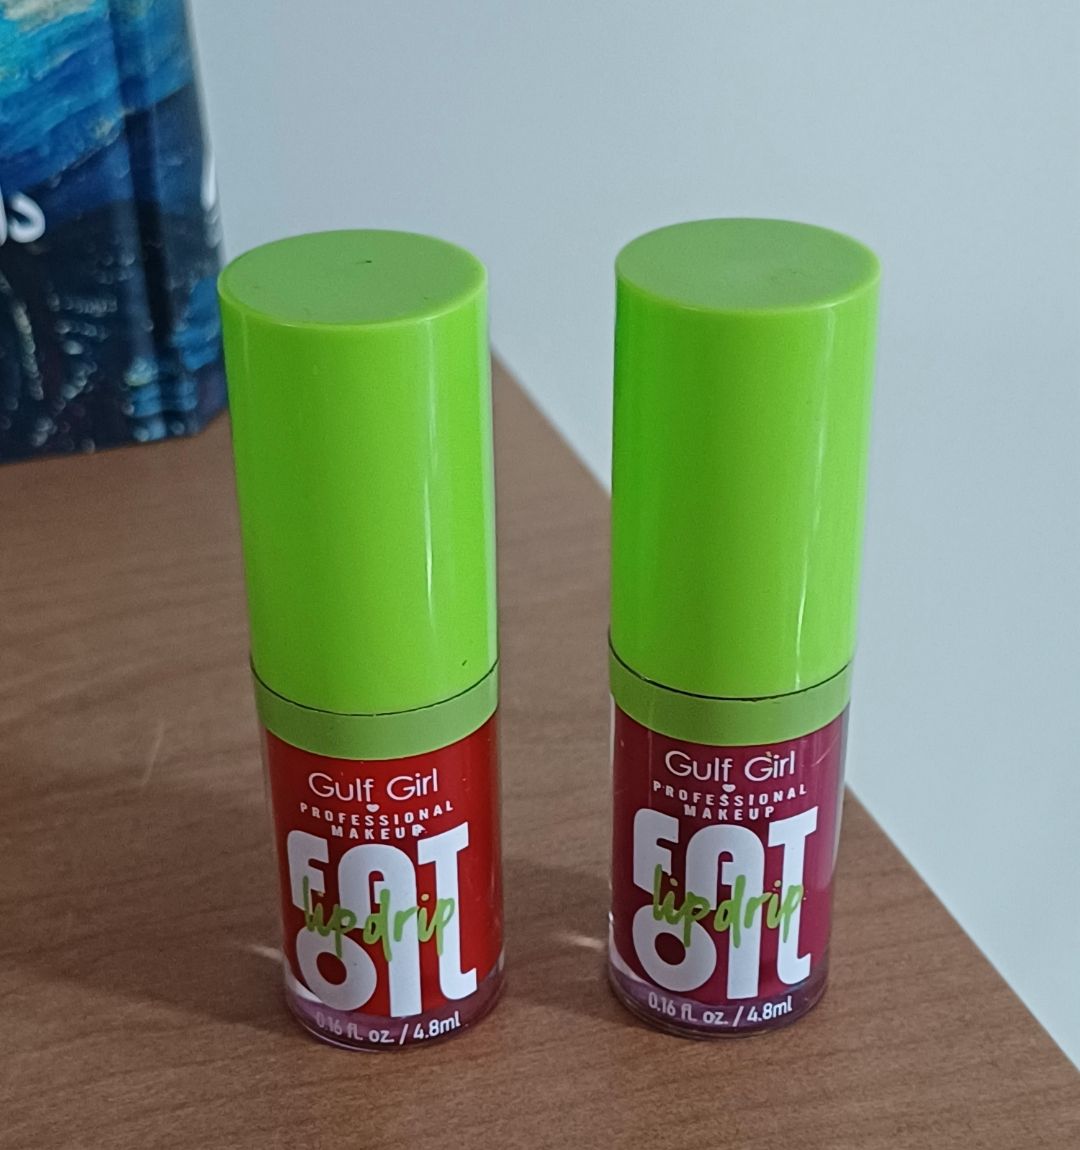 Gulf Girl
PROFESSIONAL
MAKEUP
FAT
lip drip
OIL
0.16 fl. oz. / 4.8ml
Gulf Girl
PROFESSIONAL
MAKEUP
FAT
lip drip
OIL
0.16 fl. oz. / 4.8ml